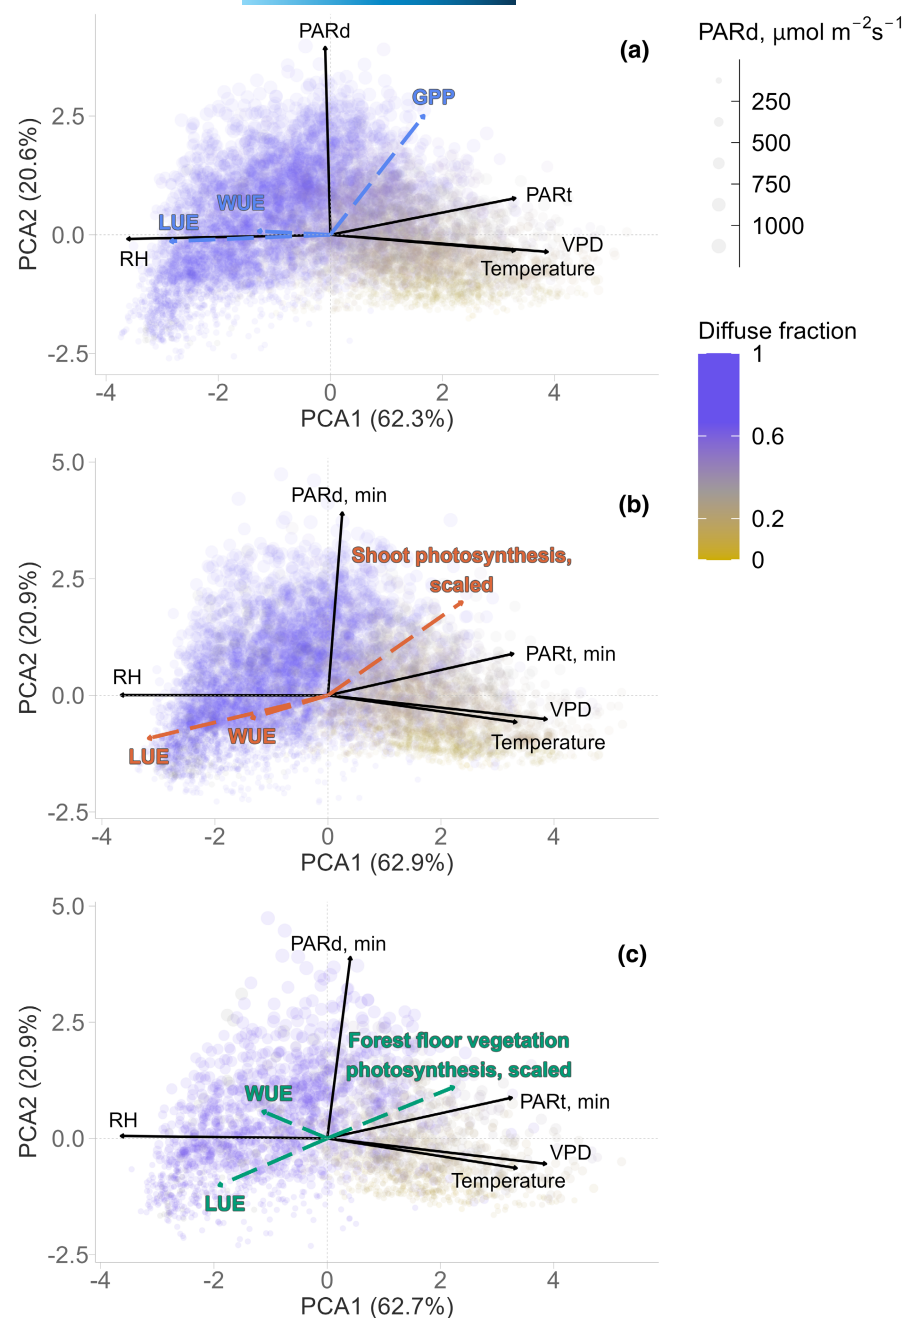 PARd
(a)
GPP
2.5
PCA2 (20.6%)
WUE
LUE
PARt
0.0
RH
VPD
Temperature
-2.5
-4 -2 0 2 4
PCA1 (62.3%)
PARd, μmol m⁻²s⁻¹
250
500
750
1000
Diffuse fraction
1
0.6
0.2
0
5.0
PARd, min
(b)
Shoot photosynthesis,
scaled
2.5
PCA2 (20.9%)
PARt, min
RH
0.0
VPD
WUE
Temperature
LUE
-2.5
-4 -2 0 2 4
PCA1 (62.9%)
5.0
PARd, min
(c)
2.5
Forest floor vegetation
photosynthesis, scaled
PCA2 (20.9%)
WUE
PARt, min
RH
0.0
VPD
Temperature
LUE
-2.5
-4 -2 0 2 4
PCA1 (62.7%)